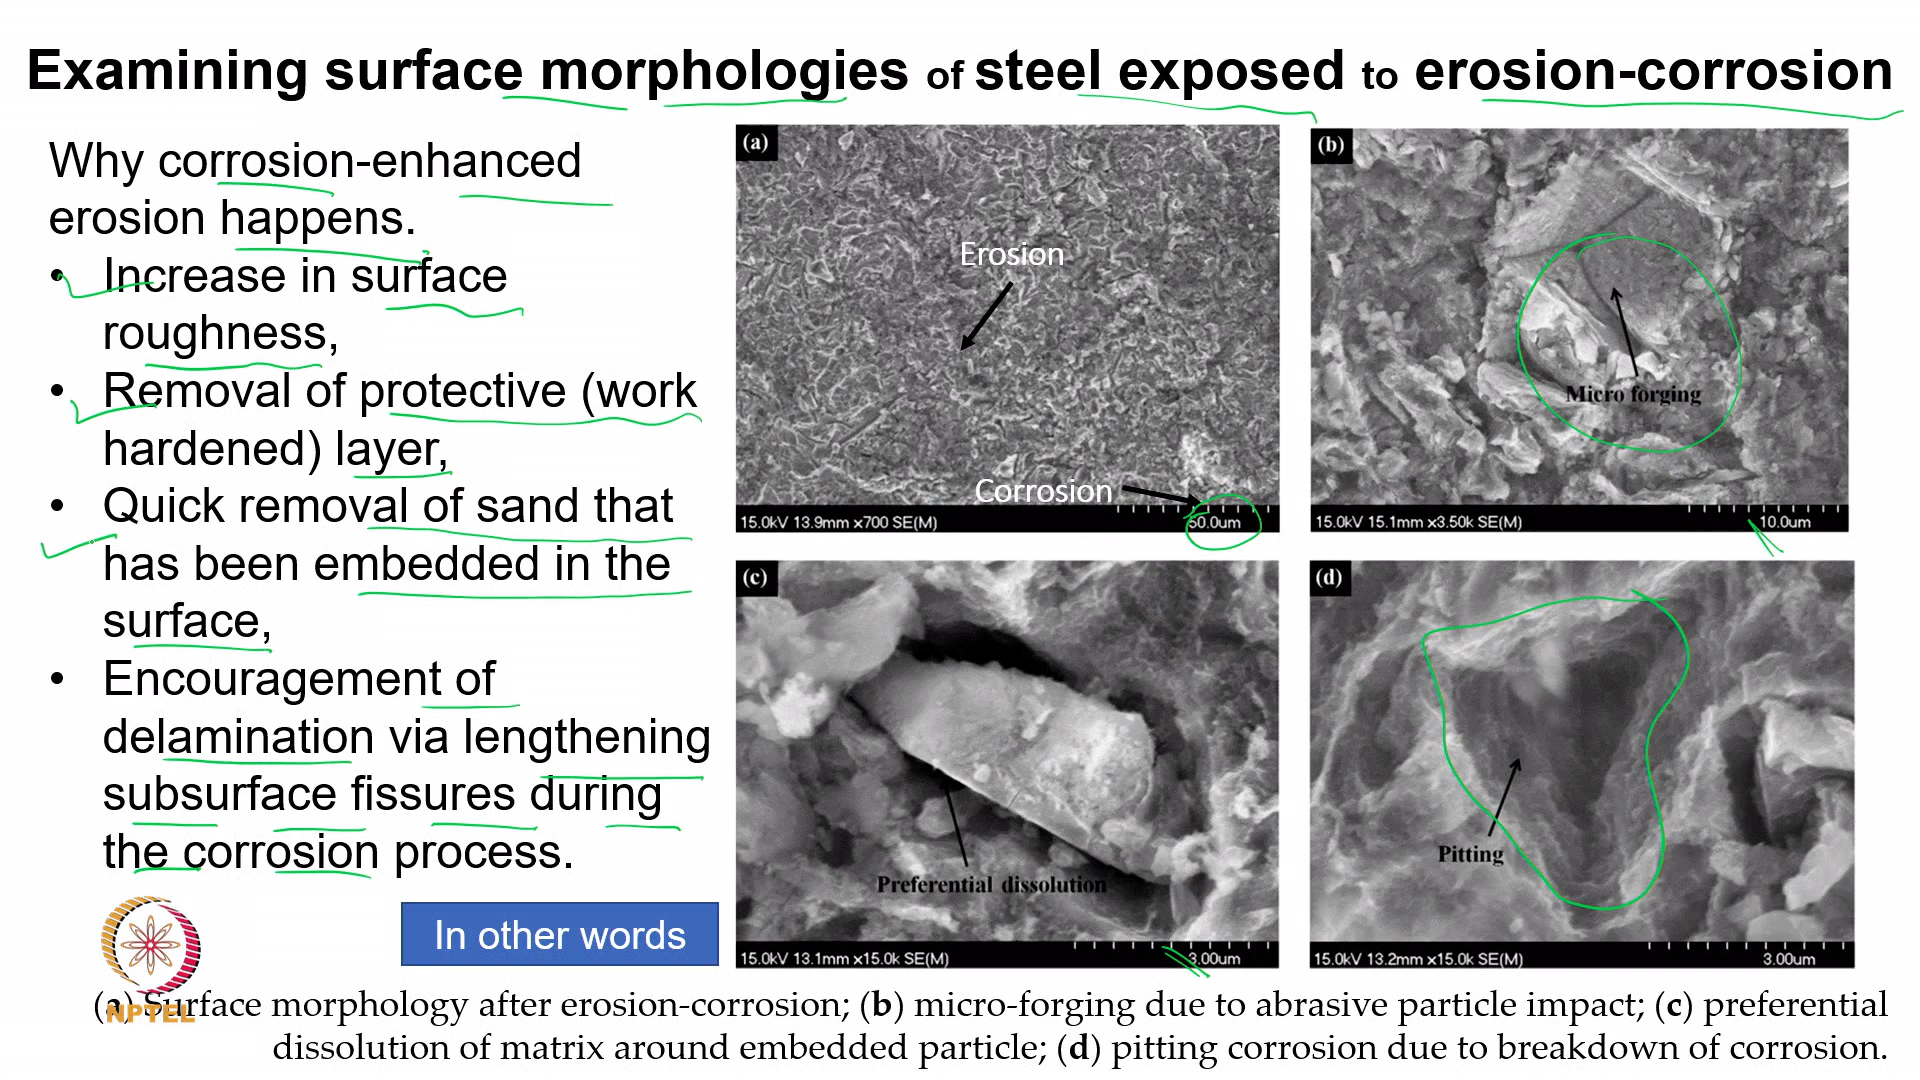 Examining surface morphologies of steel exposed to erosion-corrosion
Why corrosion-enhanced
erosion happens.
• Increase in surface
roughness,
• Removal of protective (work
hardened) layer,
• Quick removal of sand that
has been embedded in the
surface,
• Encouragement of
delamination via lengthening
subsurface fissures during
the corrosion process.
In other words
(a)
Erosion
Corrosion
15.0kV 13.9mm x700 SE(M) 50.0um
(b)
Micro forging
15.0kV 15.1mm x3.50k SE(M) 10.0um
(c)
Preferential dissolution
15.0kV 13.1mm x15.0k SE(M) 3.00um
(d)
Pitting
15.0kV 13.2mm x15.0k SE(M) 3.00um
(a) Surface morphology after erosion-corrosion; (b) micro-forging due to abrasive particle impact; (c) preferential
dissolution of matrix around embedded particle; (d) pitting corrosion due to breakdown of corrosion.
NPTEL